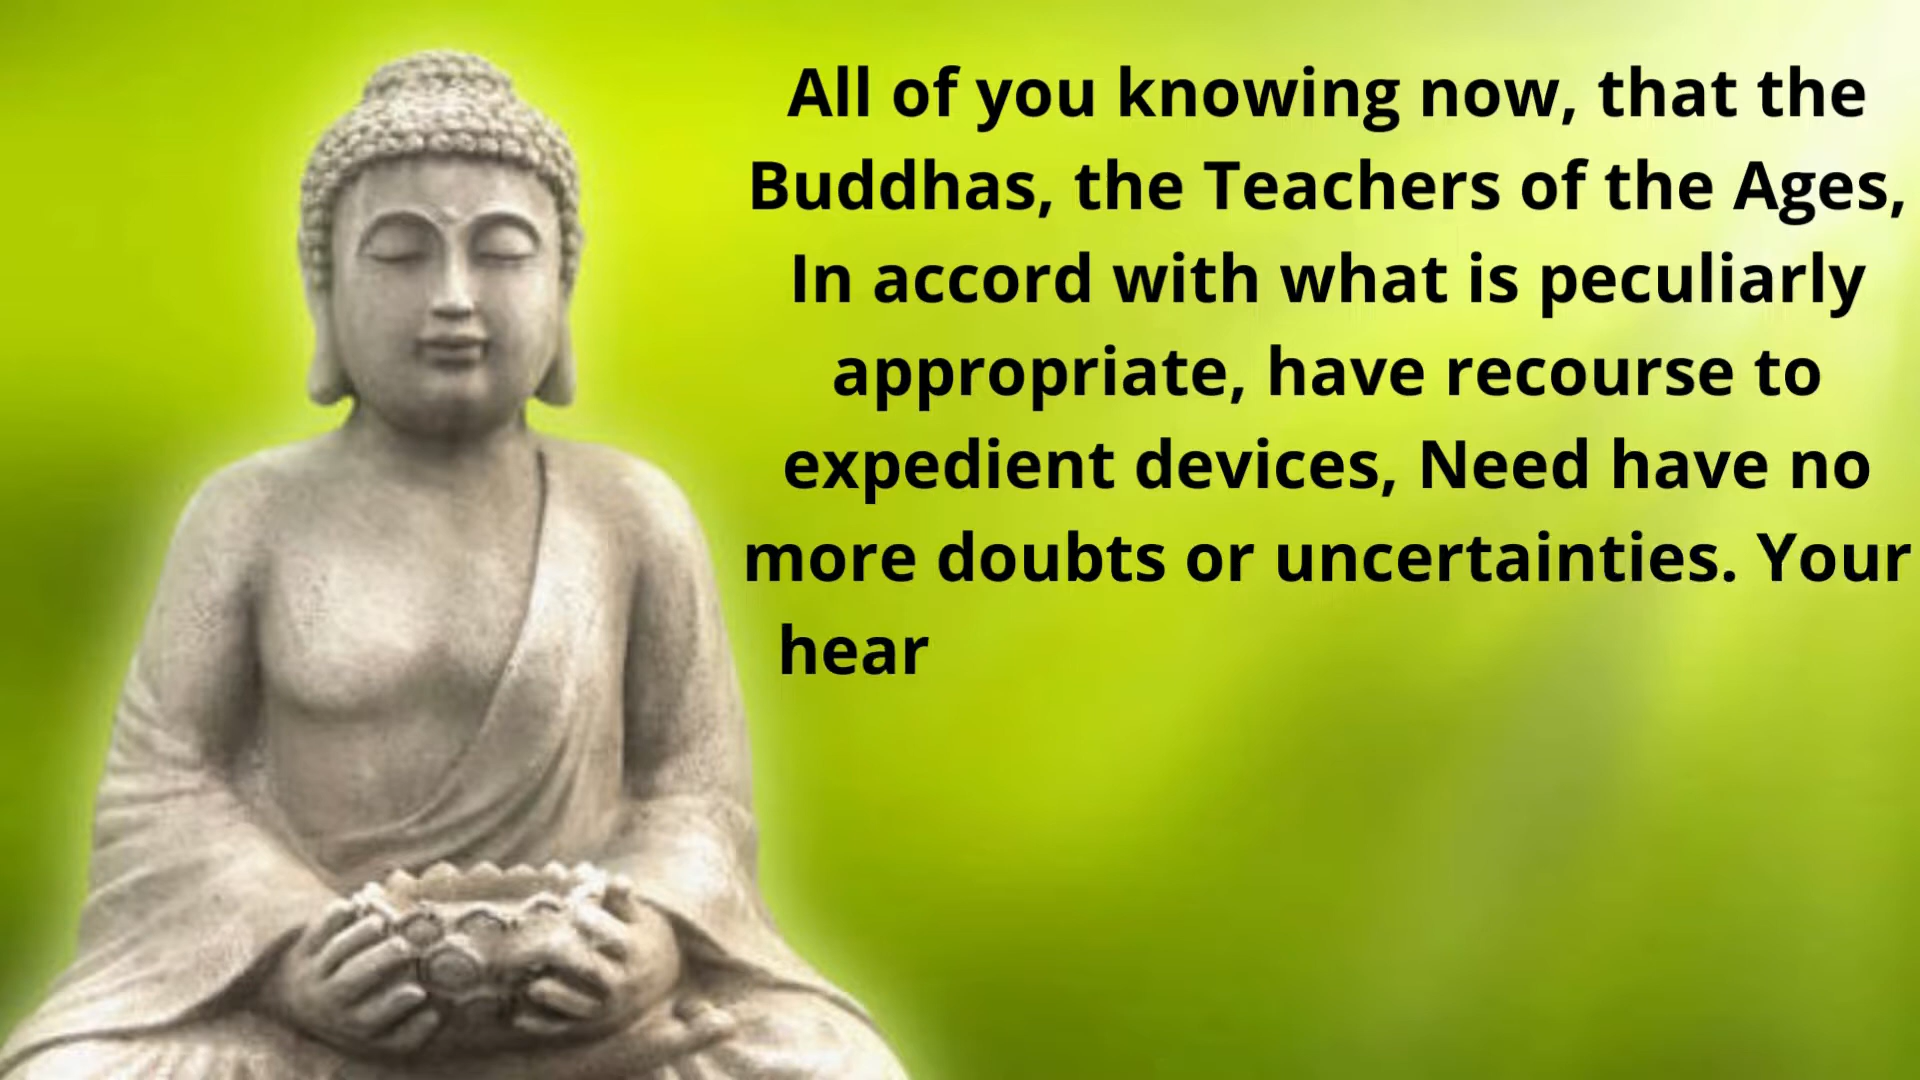 All of you knowing now, that the
Buddhas, the Teachers of the Ages,
In accord with what is peculiarly
appropriate, have recourse to
expedient devices, Need have no
more doubts or uncertainties. Your
hear